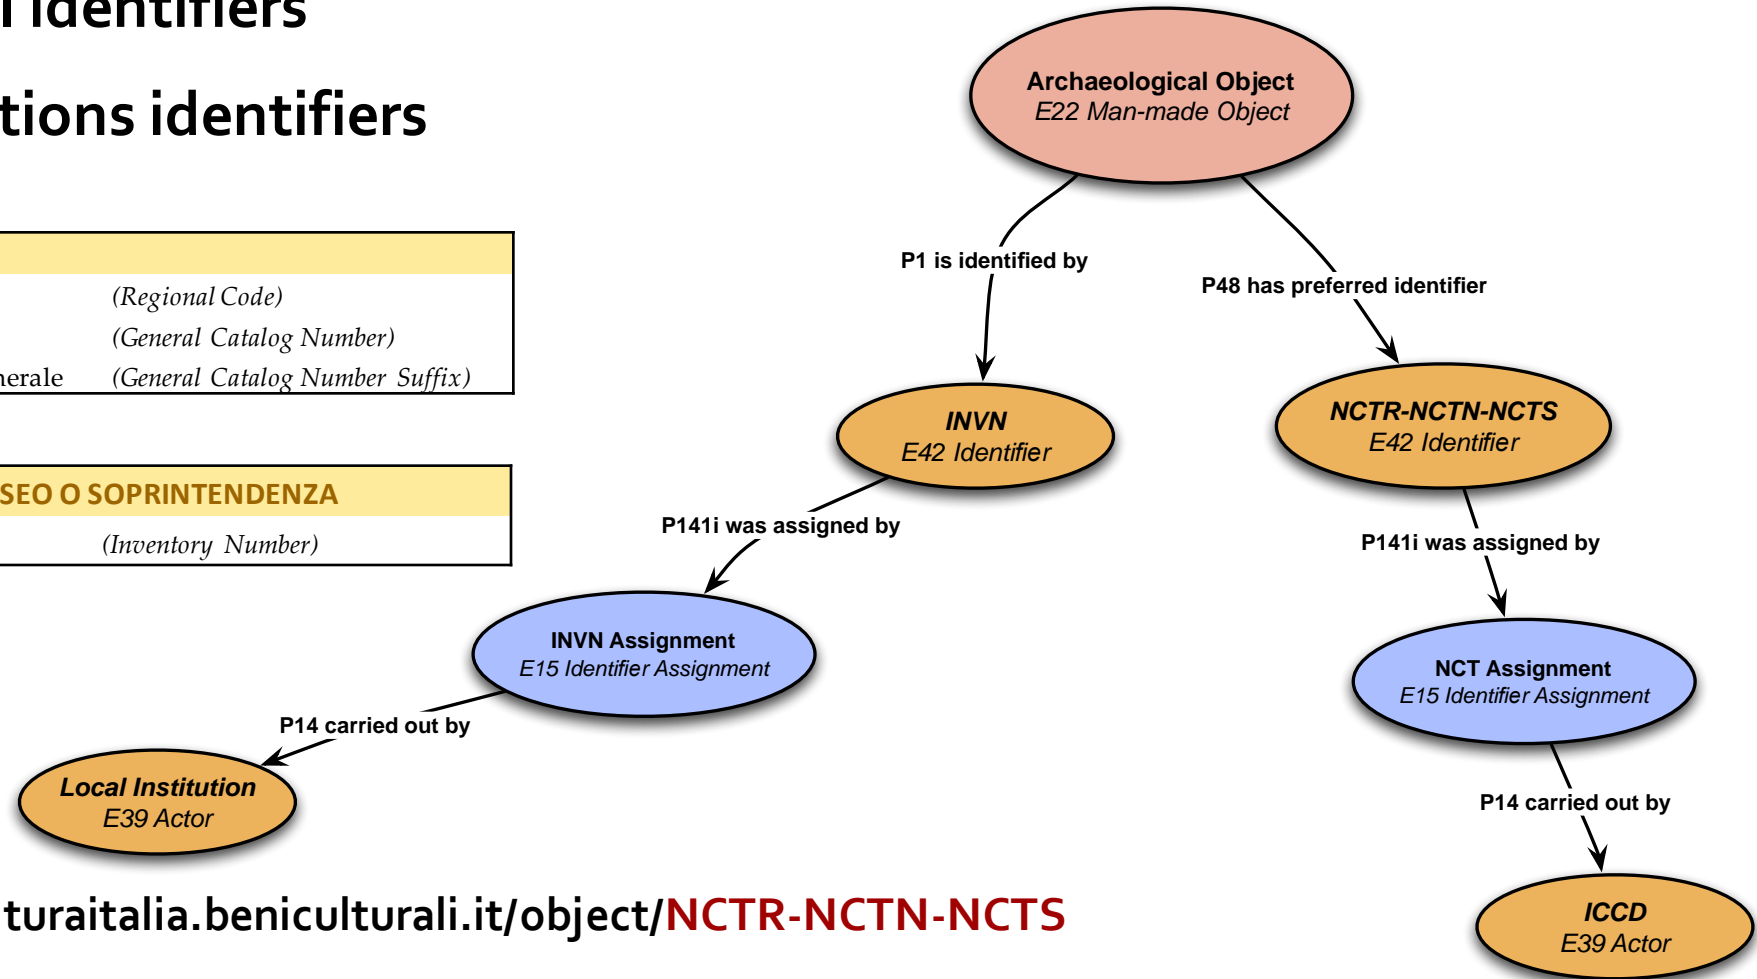 identifiers
tions identifiers
(Regional Code)
(General Catalog Number)
nerale (General Catalog Number Suffix)
SEO O SOPRINTENDENZA
(Inventory Number)
Archaeological Object
E22 Man-made Object
P1 is identified by
P48 has preferred identifier
INVN
E42 Identifier
NCTR-NCTN-NCTS
E42 Identifier
P141i was assigned by
P141i was assigned by
INVN Assignment
E15 Identifier Assignment
NCT Assignment
E15 Identifier Assignment
P14 carried out by
P14 carried out by
Local Institution
E39 Actor
ICCD
E39 Actor
turaitalia.beniculturali.it/object/NCTR-NCTN-NCTS